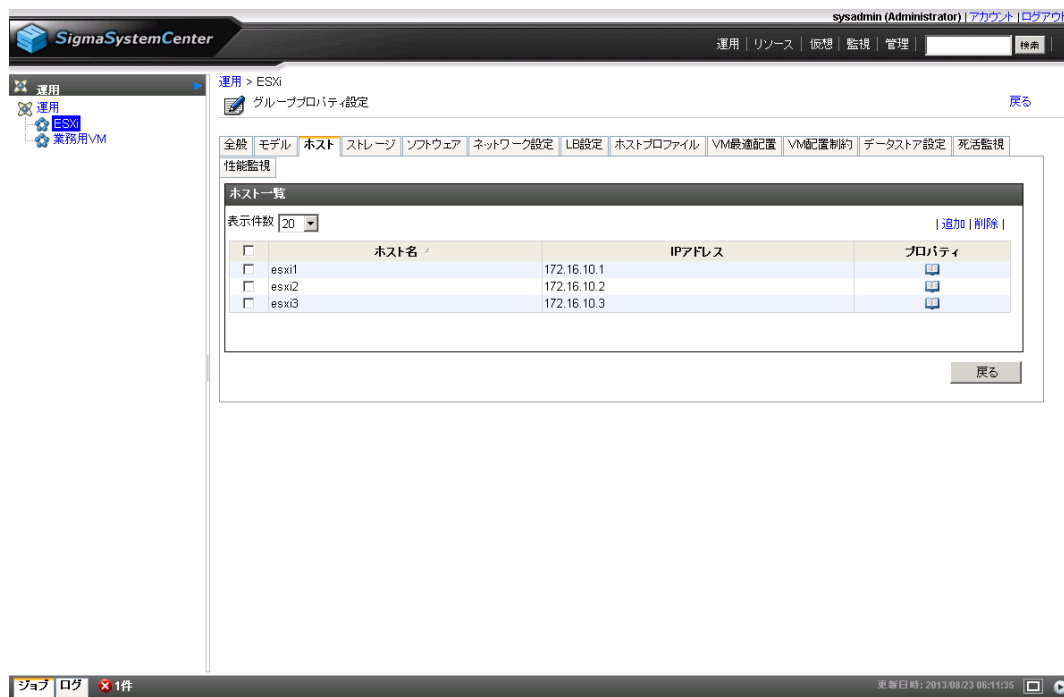 sysadmin (Administrator) | アカウント | ログアウ
SigmaSystemCenter
運用 | リソース | 仮想 | 監視 | 管理 | 検索 |
運用
運用
ESXi
業務用VM
運用 > ESXi
グループプロパティ設定
戻る
全般 モデル ホスト ストレージ ソフトウェア ネットワーク設定 LB設定 ホストプロファイル VM最適配置 VM配置制約 データストア設定 死活監視
性能監視
ホスト一覧
表示件数 20
| 追加 | 削除 |
ホスト名 IPアドレス プロパティ
esxi1 172.16.10.1
esxi2 172.16.10.2
esxi3 172.16.10.3
戻る
ジョブ ログ 1件
更新日時: 2013/08/23 06:11:35